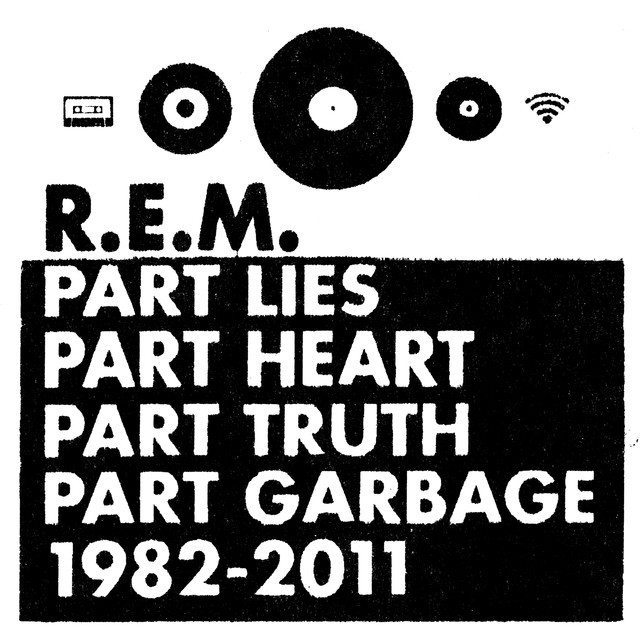 R.E.M.
PART LIES
PART HEART
PART TRUTH
PART GARBAGE
1982-2011